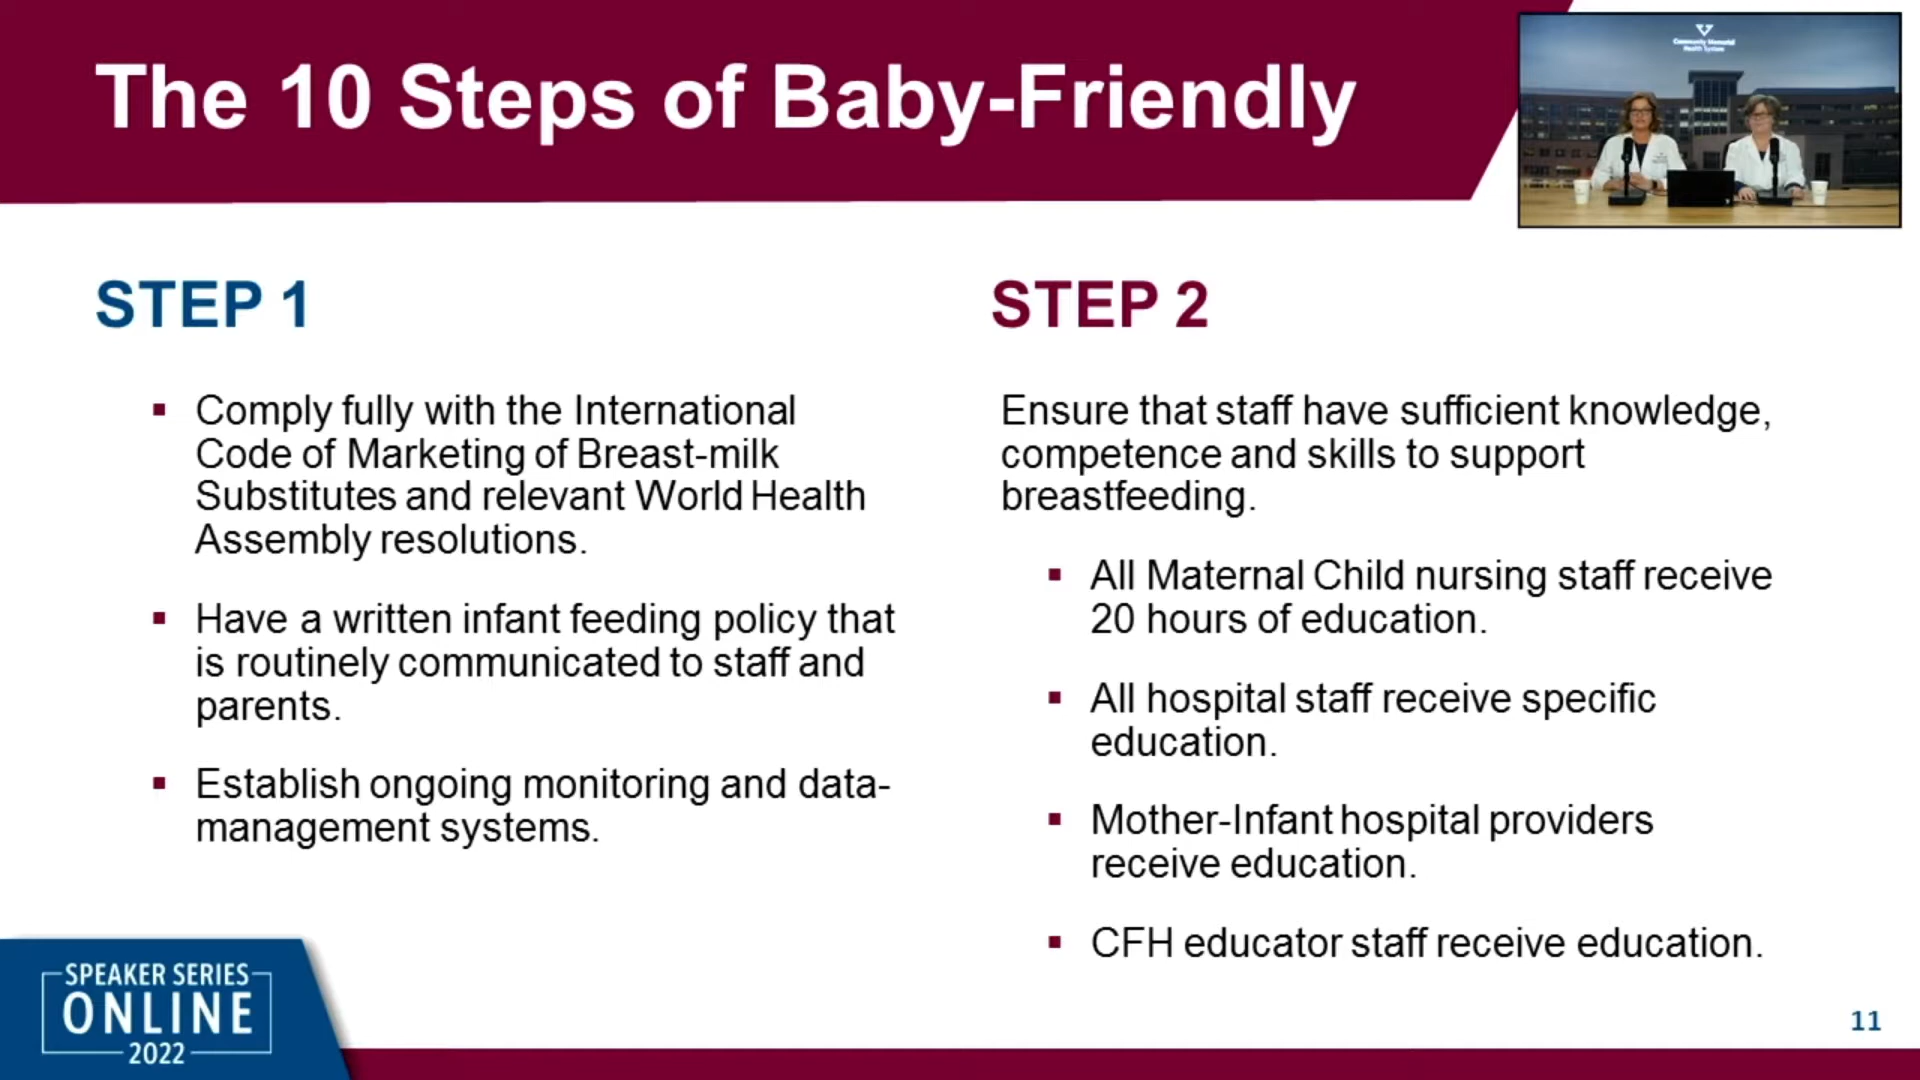 The 10 Steps of Baby-Friendly
Community Memorial
Health System
STEP 1
Comply fully with the International
Code of Marketing of Breast-milk
Substitutes and relevant World Health
Assembly resolutions.
Have a written infant feeding policy that
is routinely communicated to staff and
parents.
Establish ongoing monitoring and data-
management systems.
STEP 2
Ensure that staff have sufficient knowledge,
competence and skills to support
breastfeeding.
All Maternal Child nursing staff receive
20 hours of education.
All hospital staff receive specific
education.
Mother-Infant hospital providers
receive education.
CFH educator staff receive education.
SPEAKER SERIES
ONLINE
2022
11